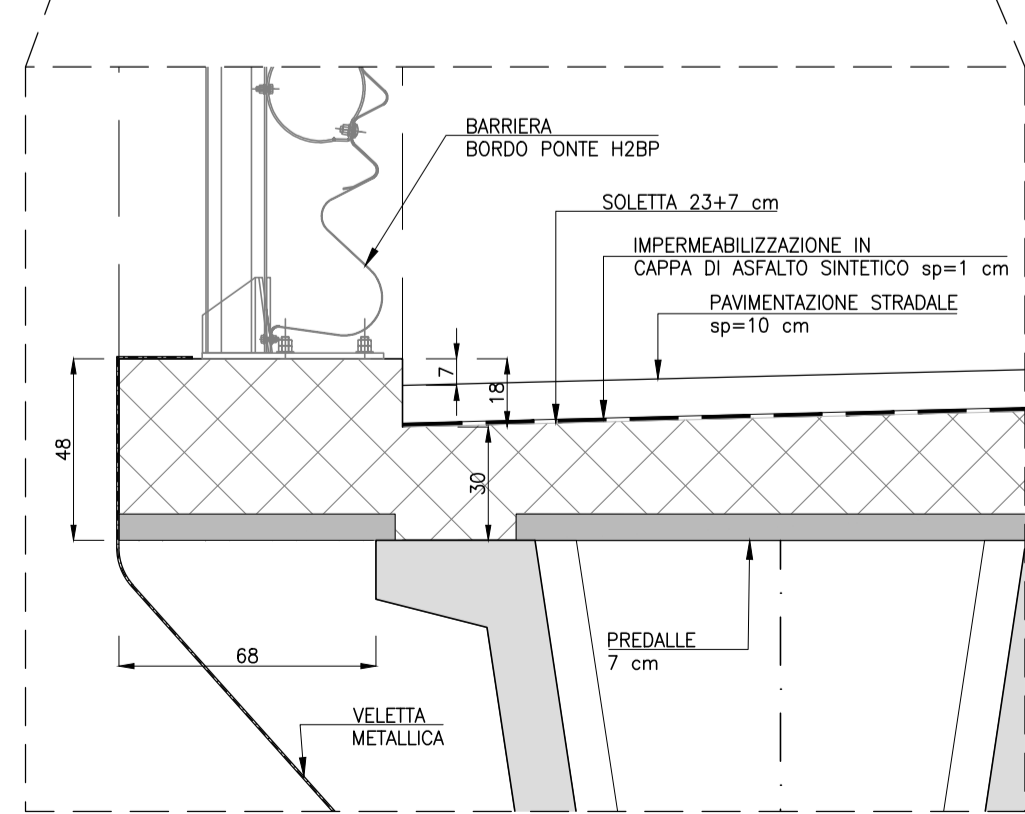 BARRIERA
BORDO PONTE H2BP
SOLETTA 23+7 cm
IMPERMEABILIZZAZIONE IN
CAPPA DI ASFALTO SINTETICO sp=1 cm
PAVIMENTAZIONE STRADALE
sp=10 cm
7
18
48
30
PREDALLE
7 cm
68
VELETTA
METALLICA